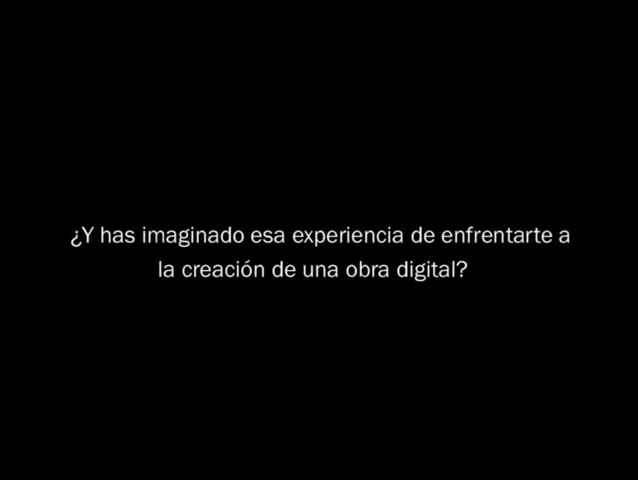 ¿Y has imaginado esa experiencia de enfrentarte a
la creación de una obra digital?